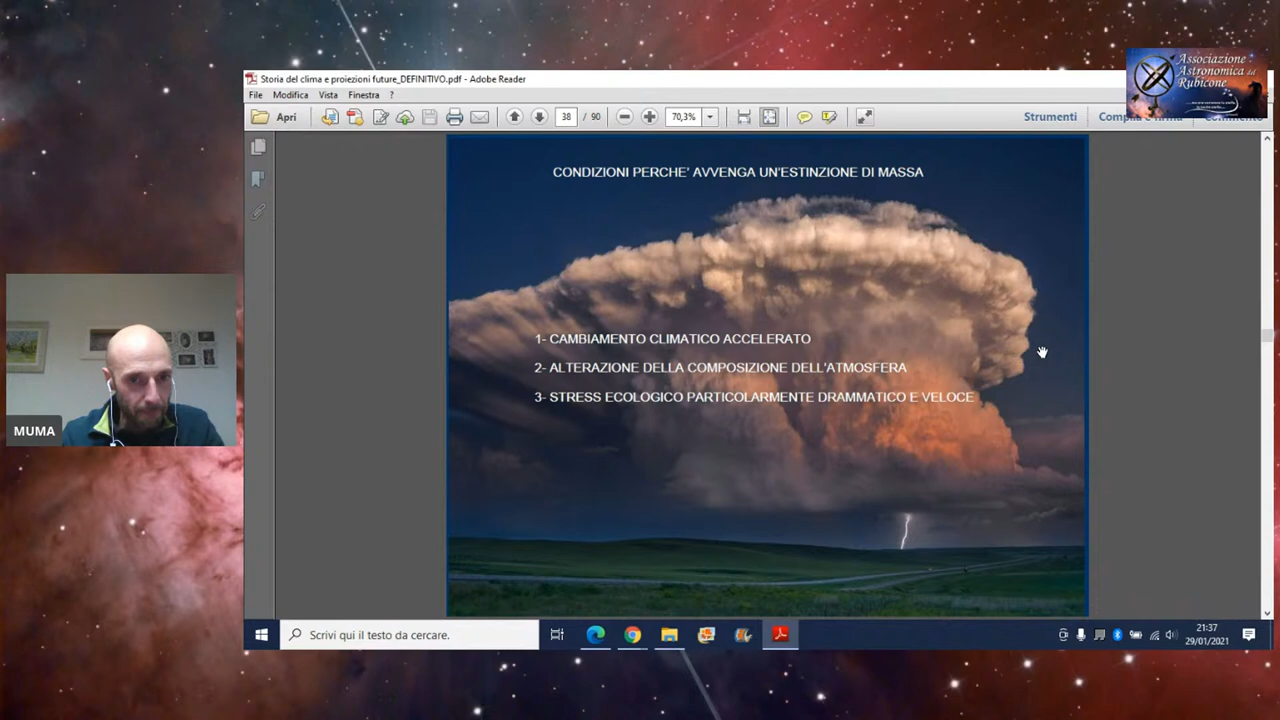 Associazione
Astronomica del
Rubicone
Storia del clima e proiezioni future_DEFINITIVO.pdf - Adobe Reader
File Modifica Vista Finestra ?
Apri 38 / 90 70,3% Strumenti
CONDIZIONI PERCHE' AVVENGA UN'ESTINZIONE DI MASSA
1- CAMBIAMENTO CLIMATICO ACCELERATO
2- ALTERAZIONE DELLA COMPOSIZIONE DELL'ATMOSFERA
3- STRESS ECOLOGICO PARTICOLARMENTE DRAMMATICO E VELOCE
MUMA
Scrivi qui il testo da cercare.
21:37
29/01/2021